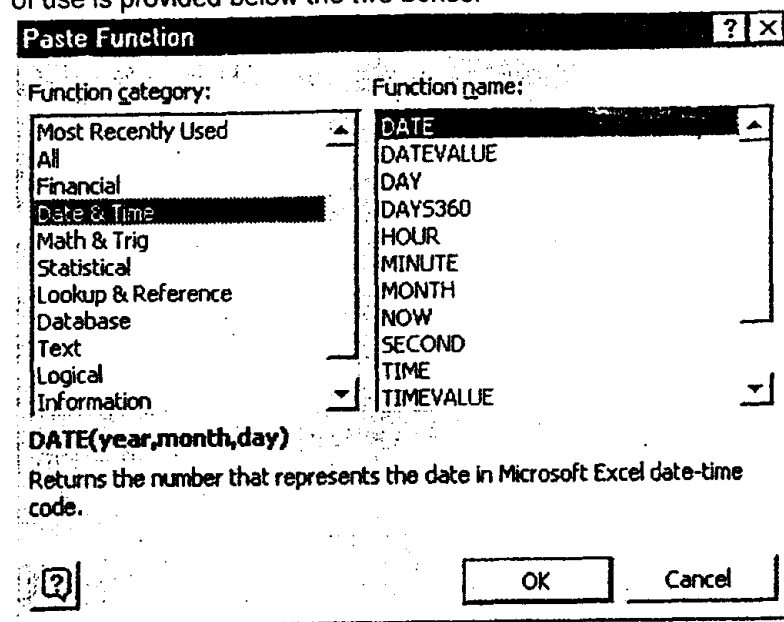 of use is provided below the two boxes.
Paste Function ? X
Function category:
Most Recently Used
All
Financial
Date & Time
Math & Trig
Statistical
Lookup & Reference
Database
Text
Logical
Information
Function name:
DATE
DATEVALUE
DAY
DAYS360
HOUR
MINUTE
MONTH
NOW
SECOND
TIME
TIMEVALUE
DATE(year,month,day)
Returns the number that represents the date in Microsoft Excel date-time
code.
?
OK
Cancel